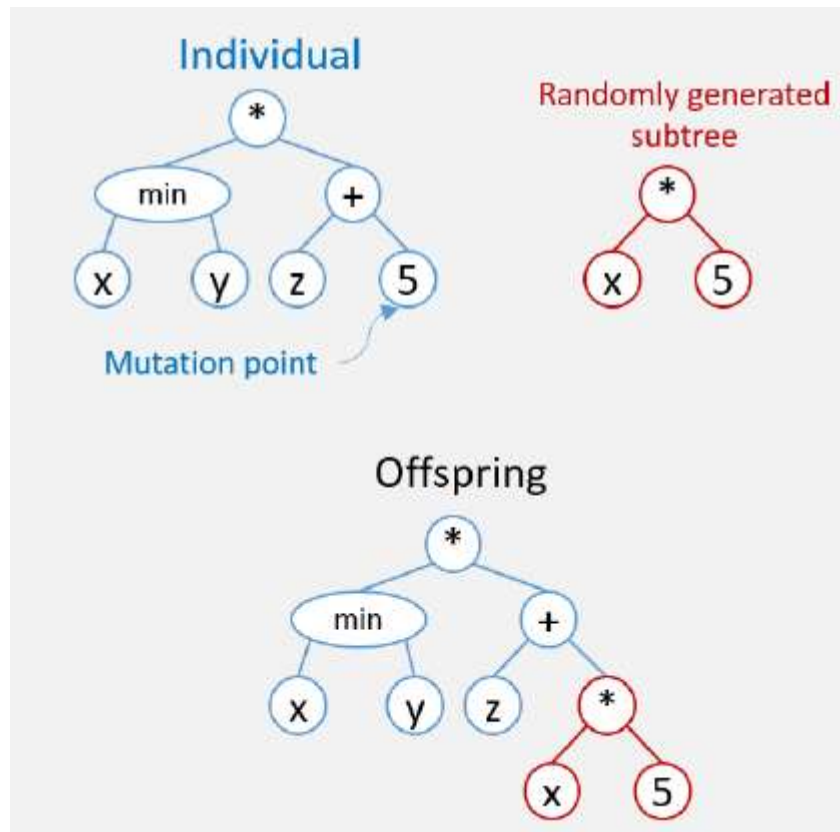 Individual
Randomly generated
subtree
*
*
min
+
x
y
z
5
x
5
Mutation point
Offspring
*
min
+
x
y
z
*
x
5